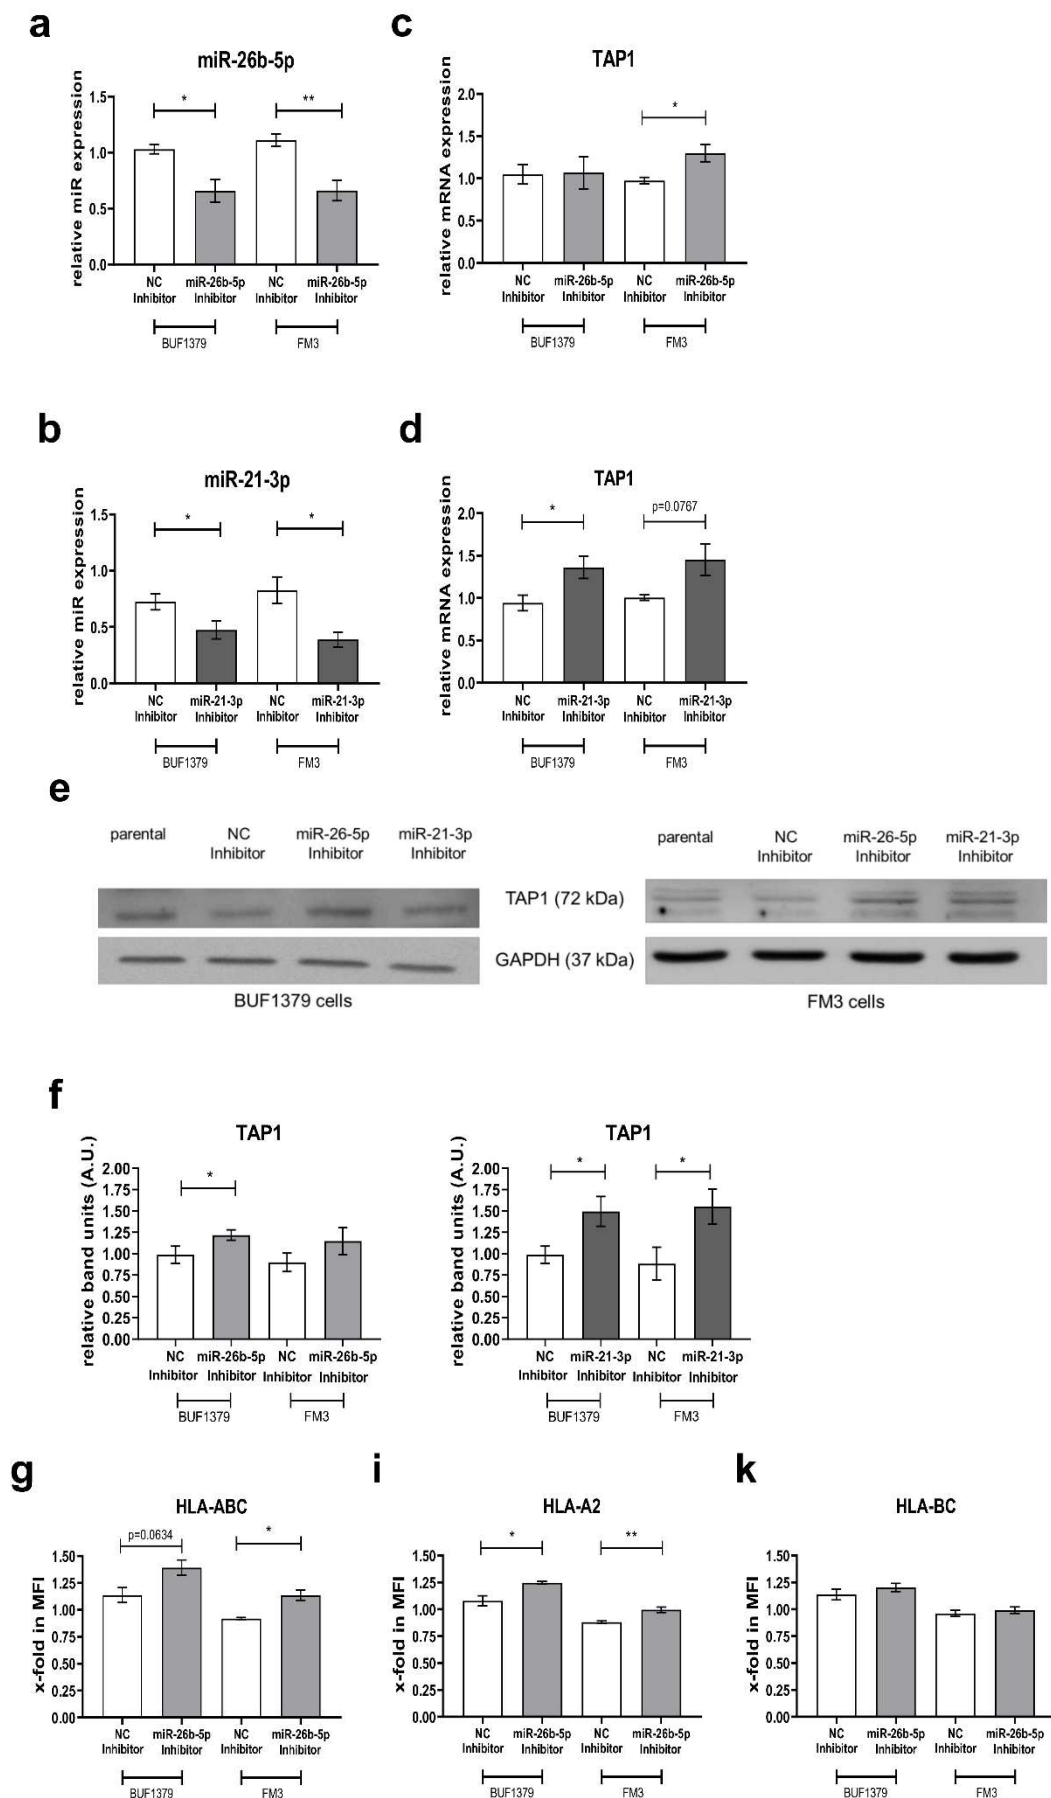 a
miR-26b-5p
relative miR expression
1.5
1.0
0.5
0.0
*
**
NC
Inhibitor
miR-26b-5p
Inhibitor
NC
Inhibitor
miR-26b-5p
Inhibitor
BUF1379
FM3
c
TAP1
relative mRNA expression
2.0
1.5
1.0
0.5
0.0
*
NC
Inhibitor
miR-26b-5p
Inhibitor
NC
Inhibitor
miR-26b-5p
Inhibitor
BUF1379
FM3
b
miR-21-3p
relative miR expression
1.5
1.0
0.5
0.0
*
*
NC
Inhibitor
miR-21-3p
Inhibitor
NC
Inhibitor
miR-21-3p
Inhibitor
BUF1379
FM3
d
TAP1
relative mRNA expression
2.0
1.5
1.0
0.5
0.0
*
p=0.0767
NC
Inhibitor
miR-21-3p
Inhibitor
NC
Inhibitor
miR-21-3p
Inhibitor
BUF1379
FM3
e
parental
NC
Inhibitor
miR-26-5p
Inhibitor
miR-21-3p
Inhibitor
TAP1 (72 kDa)
GAPDH (37 kDa)
BUF1379 cells
parental
NC
Inhibitor
miR-26-5p
Inhibitor
miR-21-3p
Inhibitor
FM3 cells
f
TAP1
relative band units (A.U.)
2.00
1.75
1.50
1.25
1.00
0.75
0.50
0.25
0.00
*
NC
Inhibitor
miR-26b-5p
Inhibitor
NC
Inhibitor
miR-26b-5p
Inhibitor
BUF1379
FM3
TAP1
relative band units (A.U.)
2.00
1.75
1.50
1.25
1.00
0.75
0.50
0.25
0.00
*
*
NC
Inhibitor
miR-21-3p
Inhibitor
NC
Inhibitor
miR-21-3p
Inhibitor
BUF1379
FM3
g
HLA-ABC
x-fold in MFI
1.50
1.25
1.00
0.75
0.50
0.25
0.00
p=0.0634
*
NC
Inhibitor
miR-26b-5p
Inhibitor
NC
Inhibitor
miR-26b-5p
Inhibitor
BUF1379
FM3
i
HLA-A2
x-fold in MFI
1.50
1.25
1.00
0.75
0.50
0.25
0.00
*
**
NC
Inhibitor
miR-26b-5p
Inhibitor
NC
Inhibitor
miR-26b-5p
Inhibitor
BUF1379
FM3
k
HLA-BC
x-fold in MFI
1.50
1.25
1.00
0.75
0.50
0.25
0.00
NC
Inhibitor
miR-26b-5p
Inhibitor
NC
Inhibitor
miR-26b-5p
Inhibitor
BUF1379
FM3